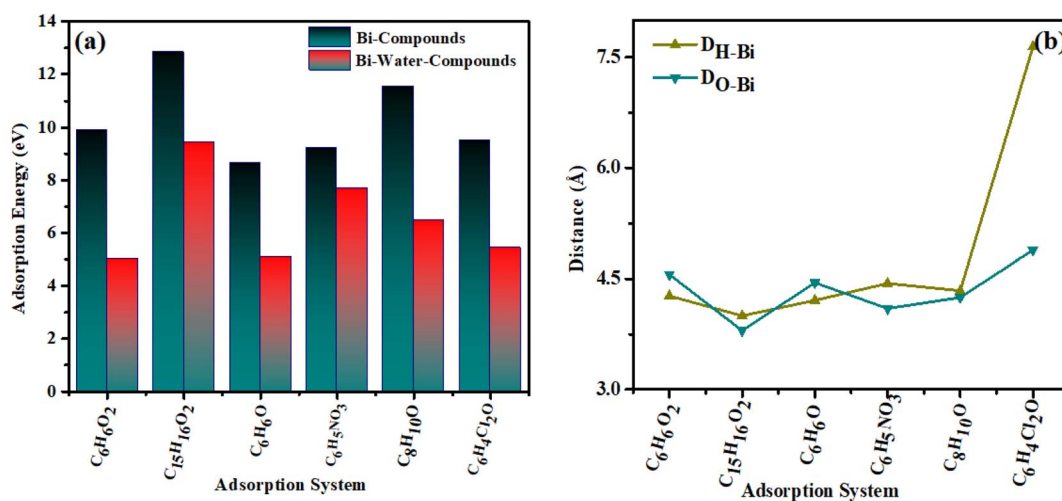 (a)
Bi-Compounds
Bi-Water-Compounds
Adsorption Energy (eV)
14
12
10
8
6
4
2
0
C6H6O2
C15H16O2
C6H6O
C6H5NO3
C8H10O
C6H4Cl2O
Adsorption System
(b)
DH-Bi
DO-Bi
Distance (Å)
7.5
6.0
4.5
3.0
C6H6O2
C15H16O2
C6H6O
C6H5NO3
C8H10O
C6H4Cl2O
Adsorption System